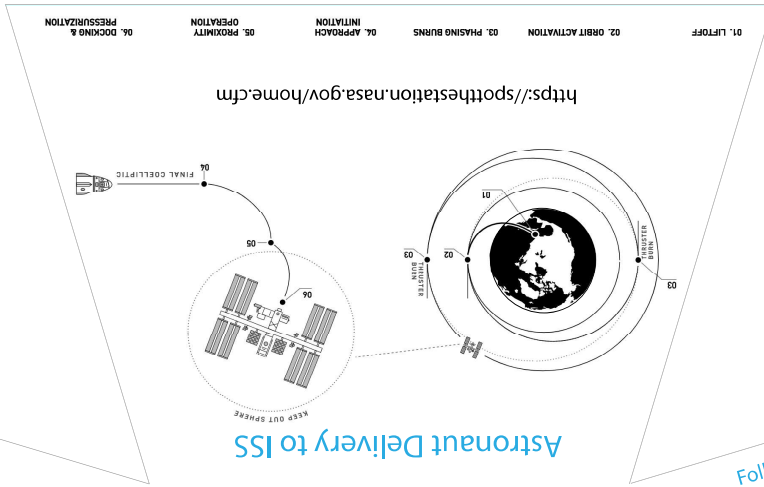 Astronaut Delivery to ISS
KEEP OUT SPHERE
03
THRUSTER
BURN
01
02
03
THRUSTER
BURN
06
05
04
FINAL COELLIPTIC
https://spotthestation.nasa.gov/home.cfm
01. LIFTOFF
02. ORBIT ACTIVATION
03. PHASING BURNS
04. APPROACH
INITIATION
05. PROXIMITY
OPERATION
06. DOCKING &
PRESSURIZATION